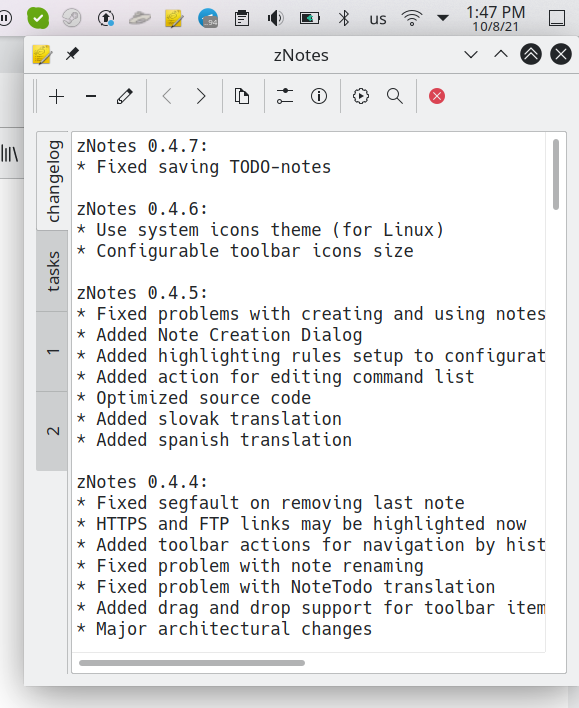 us
1:47 PM
10/8/21
.94
zNotes
changelog
tasks
1
2
zNotes 0.4.7:
* Fixed saving TODO-notes
zNotes 0.4.6:
* Use system icons theme (for Linux)
* Configurable toolbar icons size
zNotes 0.4.5:
* Fixed problems with creating and using notes
* Added Note Creation Dialog
* Added highlighting rules setup to configurat
* Added action for editing command list
* Optimized source code
* Added slovak translation
* Added spanish translation
zNotes 0.4.4:
* Fixed segfault on removing last note
* HTTPS and FTP links may be highlighted now
* Added toolbar actions for navigation by hist
* Fixed problem with note renaming
* Fixed problem with NoteTodo translation
* Added drag and drop support for toolbar item
* Major architectural changes